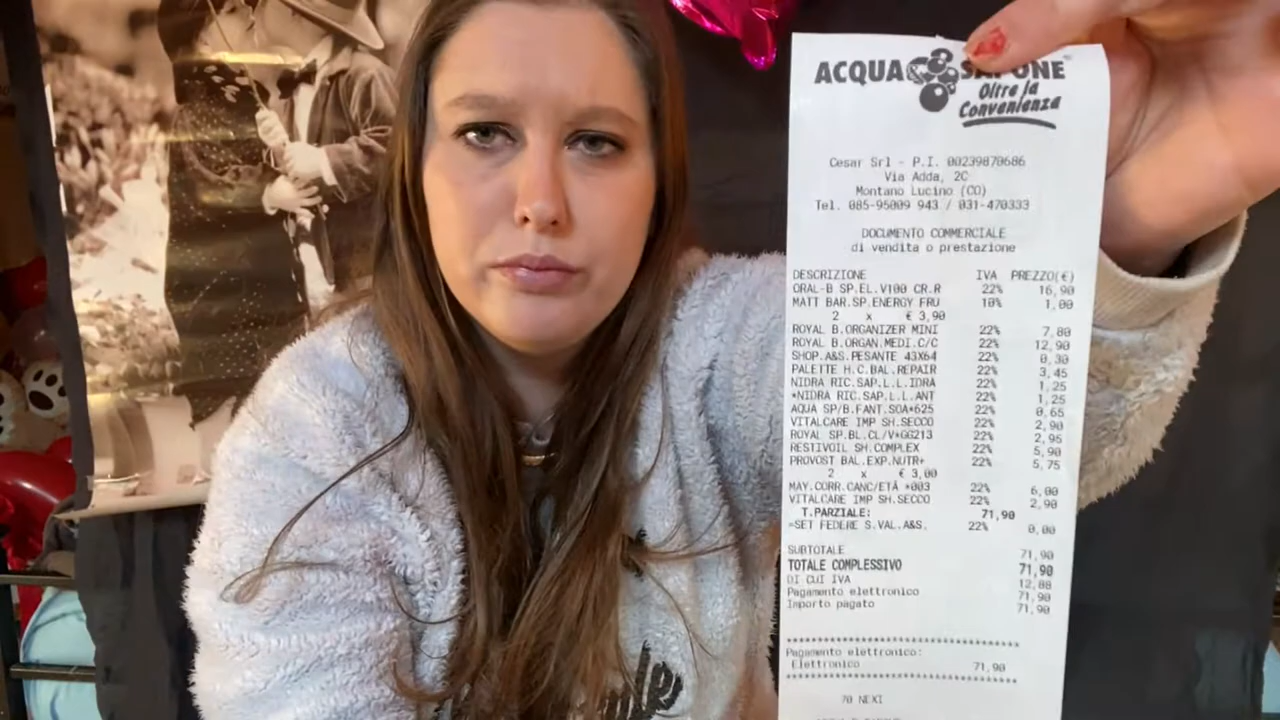 ACQUA SAPONE
Oltre la
Convenienza
Cesar Srl - P.I. 00239870686
Via Adda, 2C
Montano Lucino (CO)
Tel. 085-95009 943 / 031-470333
DOCUMENTO COMMERCIALE
di vendita o prestazione
DESCRIZIONE IVA PREZZO(€)
ORAL-B SP.EL.V100 CR.R 22% 16,90
MATT BAR.SP.ENERGY FRU 10% 1,00
2 x € 3,90
ROYAL B.ORGANIZER MINI 22% 7,80
ROYAL B.ORGAN.MEDI.C/C 22% 12,90
SHOP.A&S.PESANTE 43X64 22% 0,30
PALETTE H.C.BAL.REPAIR 22% 3,45
NIDRA RIC.SAP.L.L.IDRA 22% 1,25
*NIDRA RIC.SAP.L.L.ANT 22% 1,25
AQUA SP/B.FANT.SOA*625 22% 0,65
VITALCARE IMP SH.SECCO 22% 2,90
ROYAL SP.BL.CL/V*GG213 22% 2,95
RESTIVOIL SH.COMPLEX 22% 5,90
PROVOST BAL.EXP.NUTR+ 22% 5,75
2 x € 3,00
MAY.CORR.CANC/ETÀ *003 22% 6,00
VITALCARE IMP SH.SECCO 22% 2,90
T.PARZIALE: 71,90
=SET FEDERE S.VAL.A&S. 22% 0,00
SUBTOTALE 71,90
TOTALE COMPLESSIVO 71,90
DI CUI IVA 12,88
Pagamento elettronico 71,90
Importo pagato 71,90
Pagamento elettronico:
Elettronico 71,90
70 NEXI